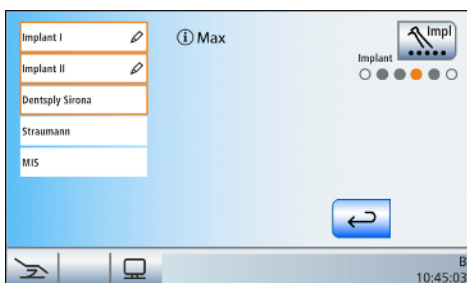 Implant I
Implant II
Dentsply Sirona
Straumann
MIS
i Max
Impl
Implant
B
10:45:03